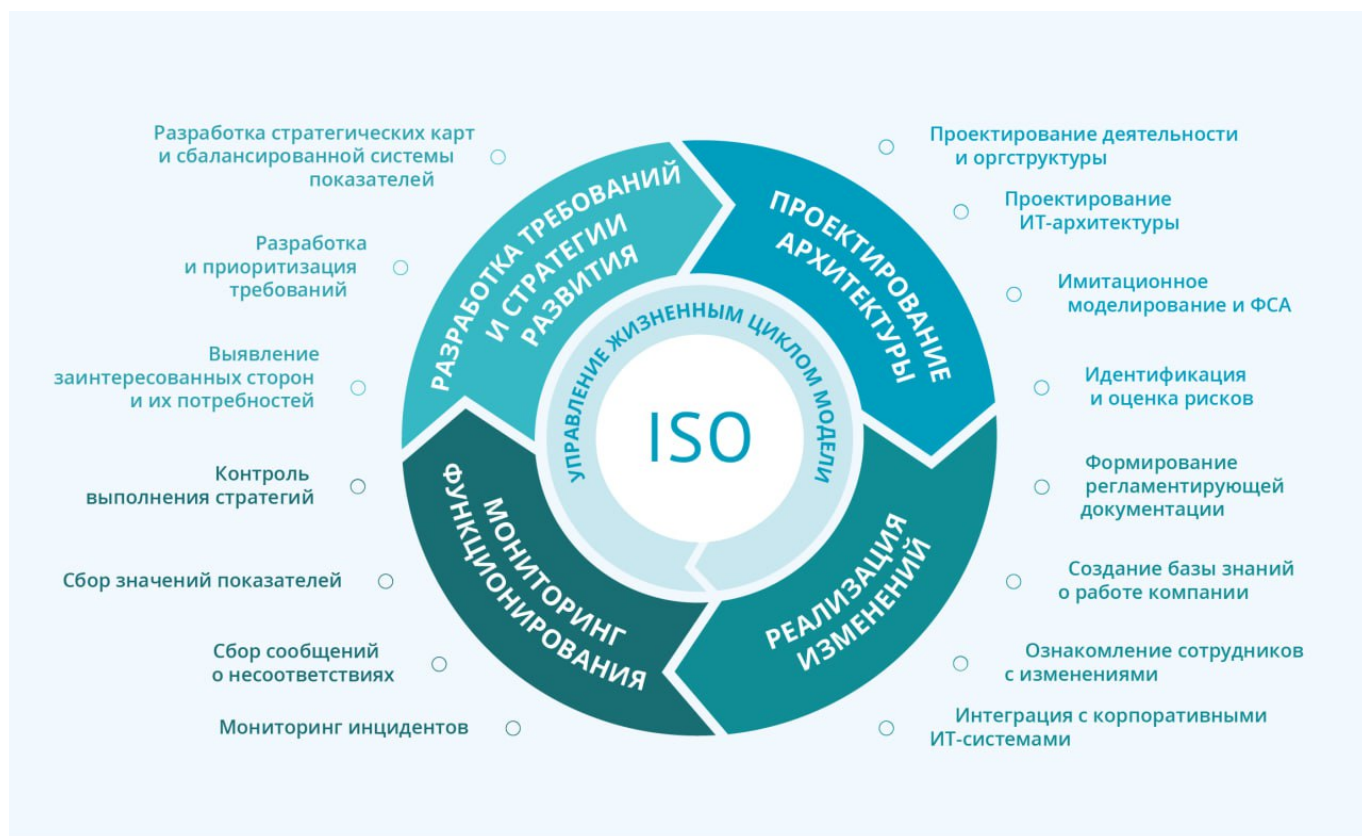 Разработка стратегических карт
и сбалансированной системы
показателей
Разработка
и приоритизация
требований
Выявление
заинтересованных сторон
и их потребностей
Контроль
выполнения стратегий
Сбор значений показателей
Сбор сообщений
о несоответствиях
Мониторинг инцидентов
РАЗРАБОТКА ТРЕБОВАНИЙ
И СТРАТЕГИИ
РАЗВИТИЯ
ПРОЕКТИРОВАНИЕ
АРХИТЕКТУРЫ
УПРАВЛЕНИЕ ЖИЗНЕННЫМ ЦИКЛОМ МОДЕЛИ
ISO
МОНИТОРИНГ
ФУНКЦИОНИРОВАНИЯ
РЕАЛИЗАЦИЯ
ИЗМЕНЕНИЙ
Проектирование деятельности
и оргструктуры
Проектирование
ИТ-архитектуры
Имитационное
моделирование и ФСА
Идентификация
и оценка рисков
Формирование
регламентирующей
документации
Создание базы знаний
о работе компании
Ознакомление сотрудников
с изменениями
Интеграция с корпоративными
ИТ-системами